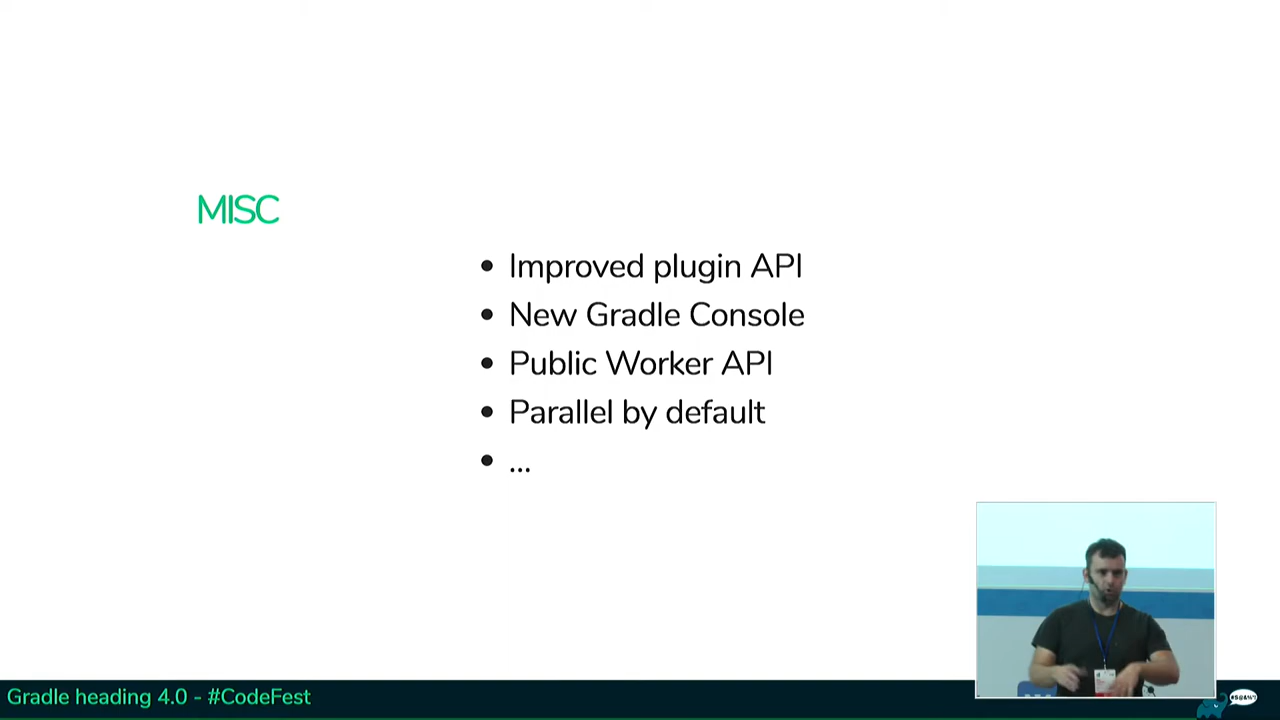 MISC
• Improved plugin API
• New Gradle Console
• Public Worker API
• Parallel by default
• ...
Gradle heading 4.0 - #CodeFest